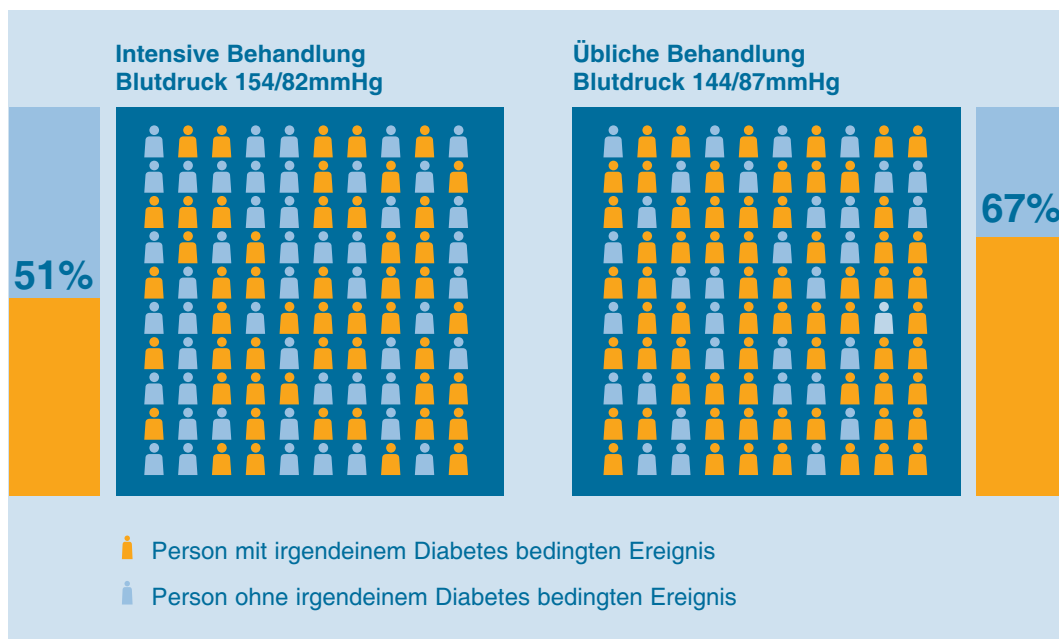 Intensive Behandlung
Blutdruck 154/82mmHg
Übliche Behandlung
Blutdruck 144/87mmHg
51%
67%
Person mit irgendeinem Diabetes bedingten Ereignis
Person ohne irgendeinem Diabetes bedingten Ereignis